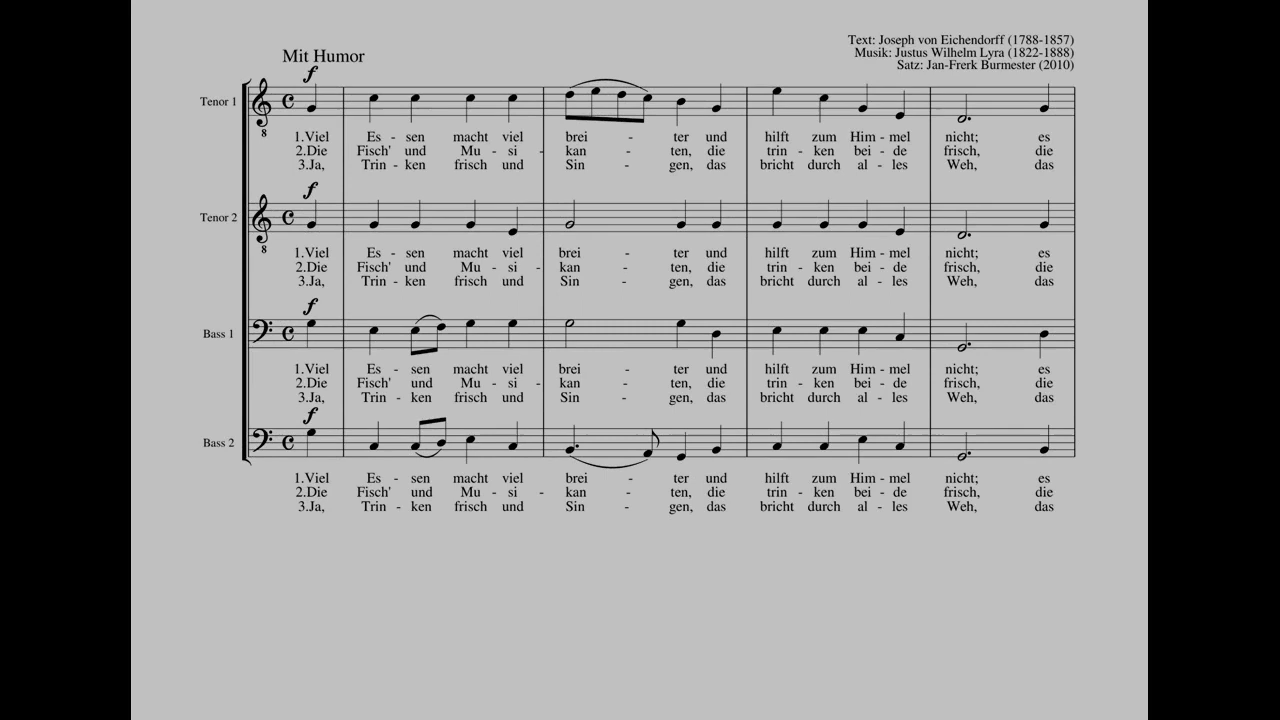 Text: Joseph von Eichendorff (1788-1857)
Mit Humor
Musik: Justus Wilhelm Lyra (1822-1888)
Satz: Jan-Frerk Burmester (2010)
f
Tenor 1
8
1.Viel Es - sen macht viel brei - ter und hilft zum Him - mel nicht; es
2.Die Fisch' und Mu - si - kan - ten, die trin - ken bei - de frisch, die
3.Ja, Trin - ken frisch und Sin - gen, das bricht durch al - les Weh, das
f
Tenor 2
8
1.Viel Es - sen macht viel brei - ter und hilft zum Him - mel nicht; es
2.Die Fisch' und Mu - si - kan - ten, die trin - ken bei - de frisch, die
3.Ja, Trin - ken frisch und Sin - gen, das bricht durch al - les Weh, das
f
Bass 1
1.Viel Es - sen macht viel brei - ter und hilft zum Him - mel nicht; es
2.Die Fisch' und Mu - si - kan - ten, die trin - ken bei - de frisch, die
3.Ja, Trin - ken frisch und Sin - gen, das bricht durch al - les Weh, das
f
Bass 2
1.Viel Es - sen macht viel brei - ter und hilft zum Him - mel nicht; es
2.Die Fisch' und Mu - si - kan - ten, die trin - ken bei - de frisch, die
3.Ja, Trin - ken frisch und Sin - gen, das bricht durch al - les Weh, das